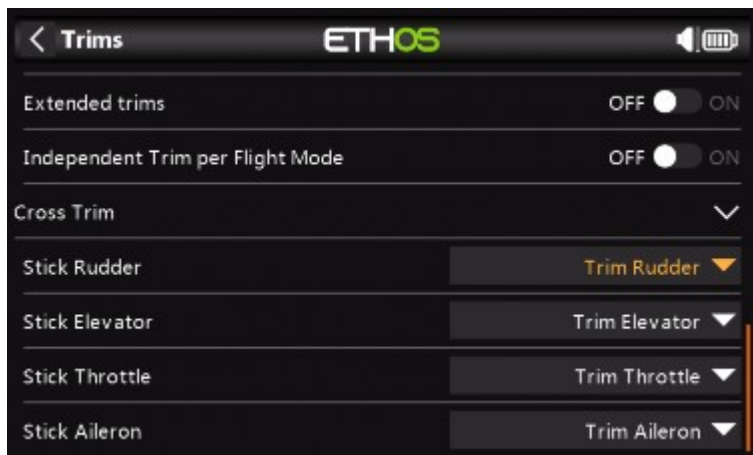 Trims ETHOS
Extended trims OFF ON
Independent Trim per Flight Mode OFF ON
Cross Trim
Stick Rudder Trim Rudder
Stick Elevator Trim Elevator
Stick Throttle Trim Throttle
Stick Aileron Trim Aileron